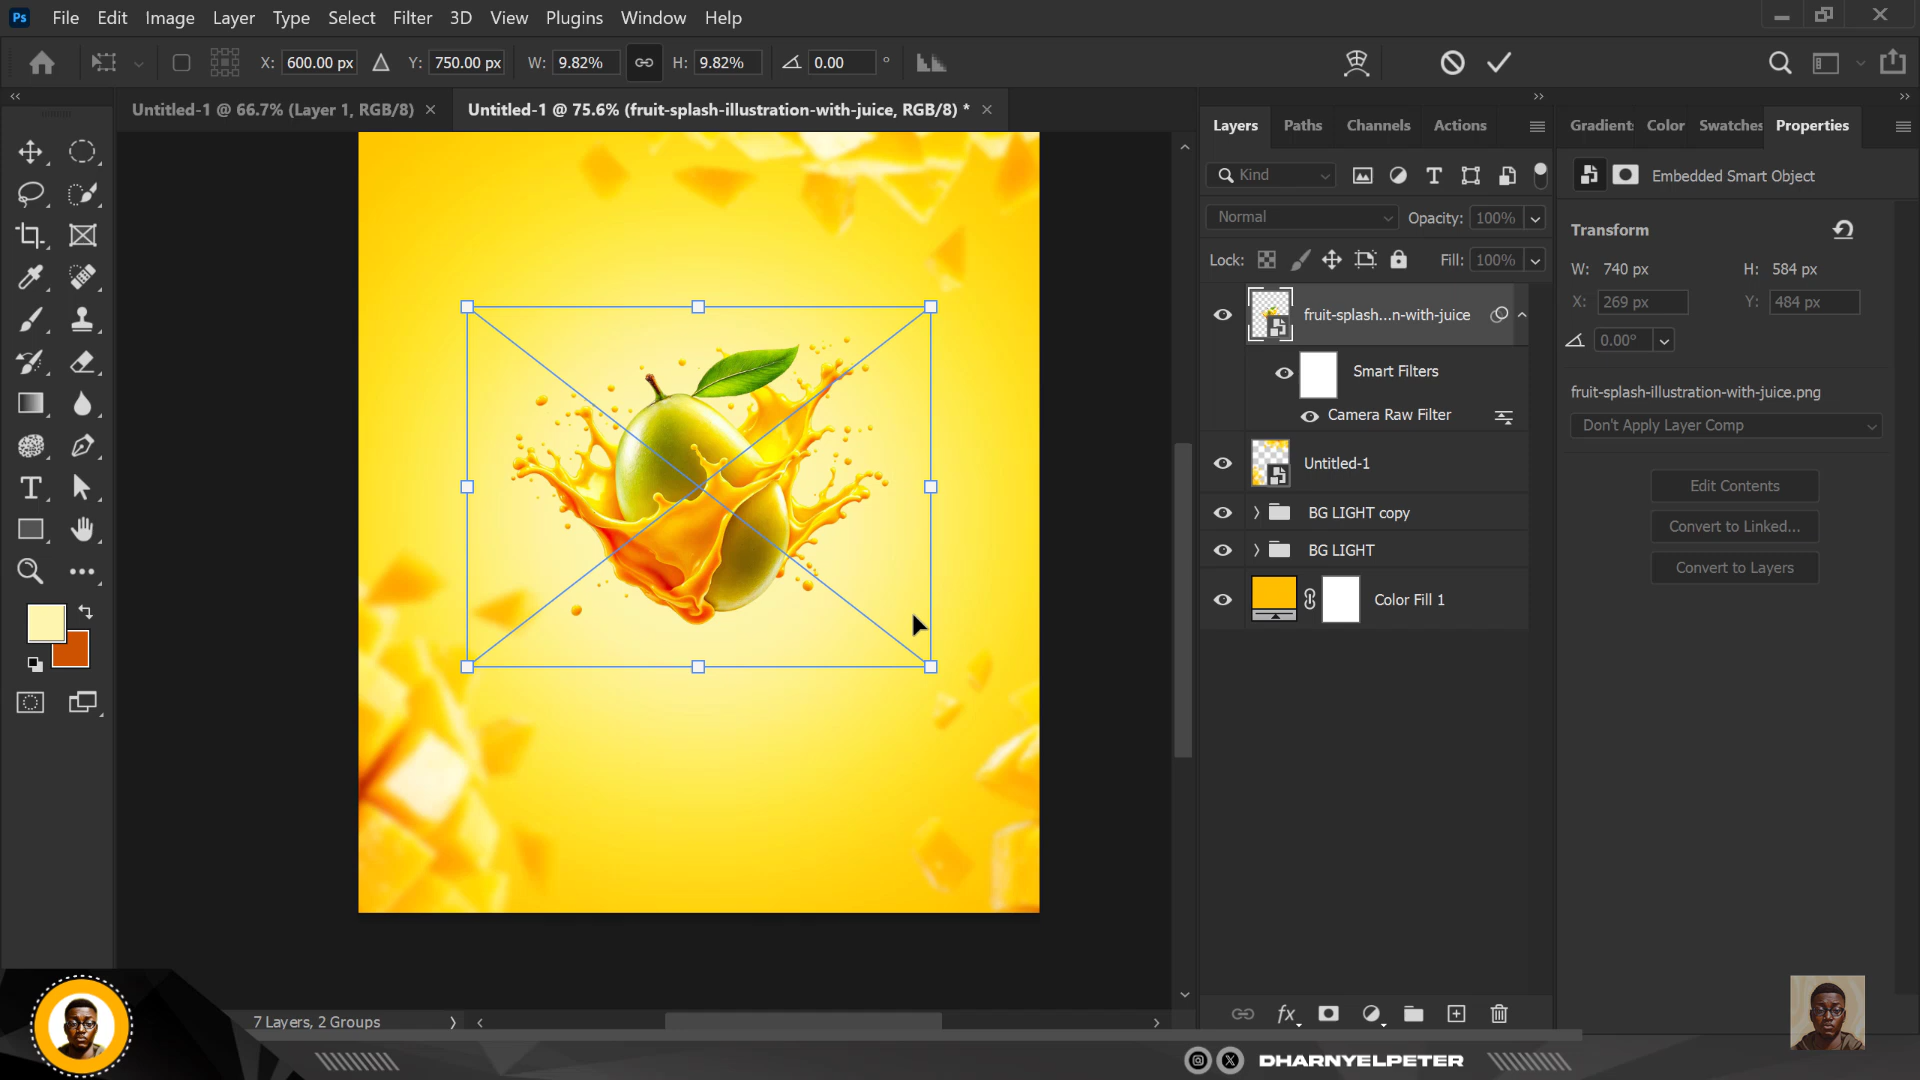 Ps File Edit Image Layer Type Select Filter 3D View Plugins Window Help
X: 600.00 px Y: 750.00 px W: 9.82% H: 9.82% 0.00 °
Untitled-1 @ 66.7% (Layer 1, RGB/8) ×
Untitled-1 @ 75.6% (fruit-splash-illustration-with-juice, RGB/8) * ×
Layers Paths Channels Actions
Kind
Normal Opacity: 100%
Lock: Fill: 100%
fruit-splash...n-with-juice
Smart Filters
Camera Raw Filter
Untitled-1
BG LIGHT copy
BG LIGHT
Color Fill 1
fx
Gradient Color Swatches Properties
Embedded Smart Object
Transform
W: 740 px H: 584 px
X: 269 px Y: 484 px
0.00°
fruit-splash-illustration-with-juice.png
Don't Apply Layer Comp
Edit Contents
Convert to Linked...
Convert to Layers
7 Layers, 2 Groups
DHARNYELPETER